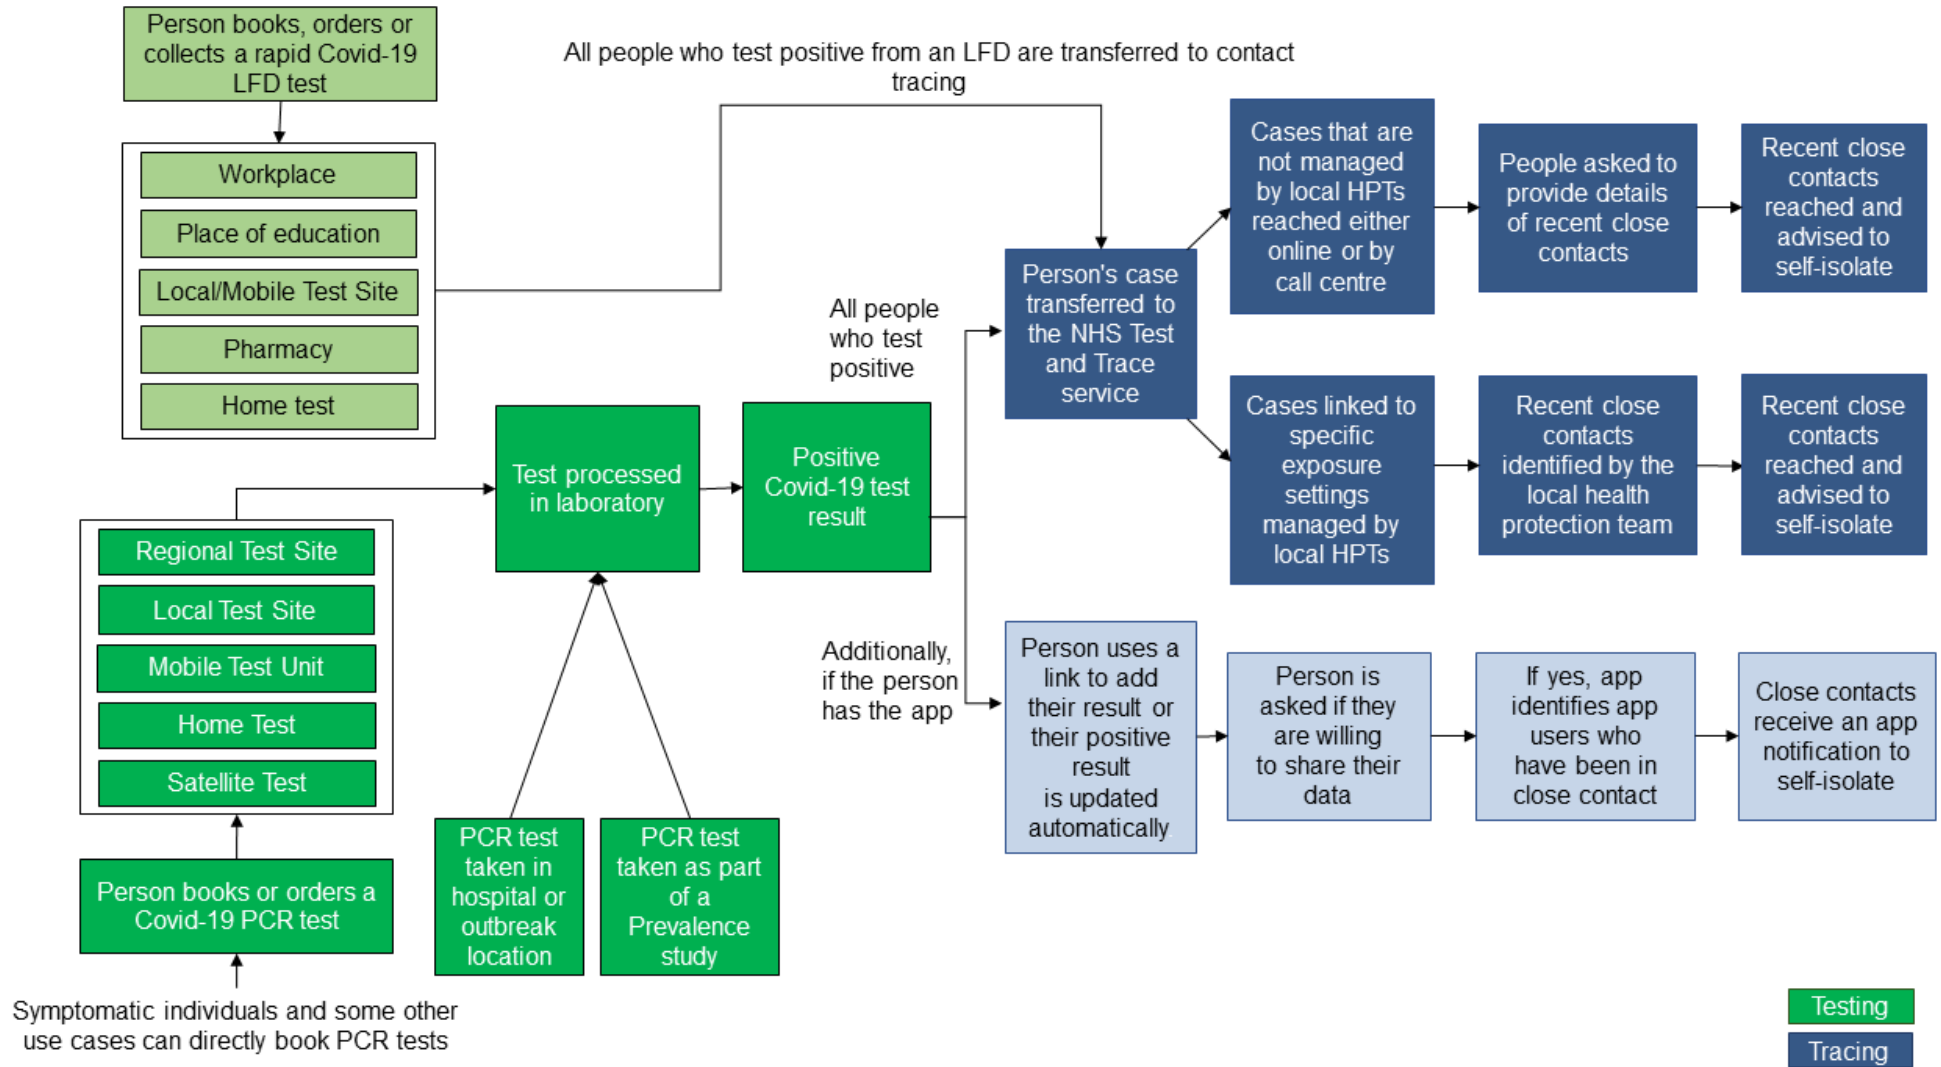 Person books, orders or
collects a rapid Covid-19
LFD test
Workplace
Place of education
Local/Mobile Test Site
Pharmacy
Home test
All people who test positive from an LFD are transferred to contact
tracing
Regional Test Site
Local Test Site
Mobile Test Unit
Home Test
Satellite Test
Person books or orders a
Covid-19 PCR test
Symptomatic individuals and some other
use cases can directly book PCR tests
Test processed
in laboratory
PCR test
taken in
hospital or
outbreak
location
PCR test
taken as part
of a
Prevalence
study
Positive
Covid-19 test
result
All people
who test
positive
Additionally,
if the person
has the app
Person's case
transferred to
the NHS Test
and Trace
service
Cases that are
not managed
by local HPTs
reached either
online or by
call centre
People asked to
provide details
of recent close
contacts
Recent close
contacts
reached and
advised to
self-isolate
Cases linked to
specific
exposure
settings
managed by
local HPTs
Recent close
contacts
identified by the
local health
protection team
Recent close
contacts
reached and
advised to
self-isolate
Person uses a
link to add
their result or
their positive
result
is updated
automatically
Person is
asked if they
are willing
to share their
data
If yes, app
identifies app
users who
have been in
close contact
Close contacts
receive an app
notification to
self-isolate
Testing
Tracing